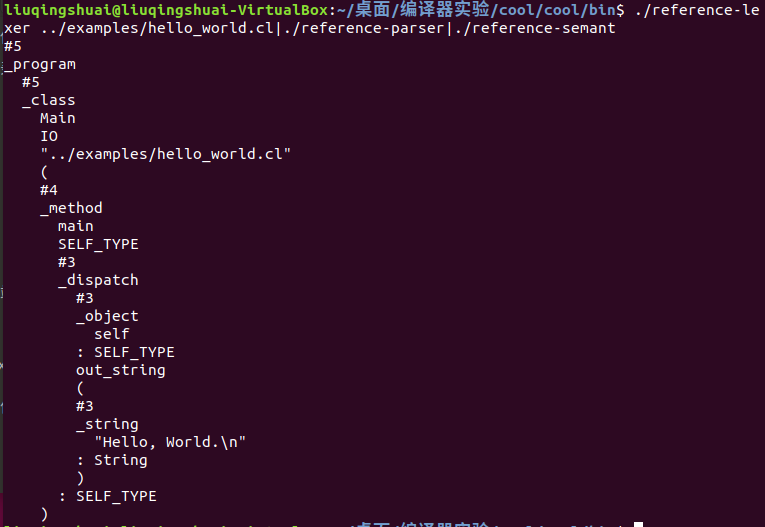 liuqingshuai@liuqingshuai-VirtualBox:~/桌面/编译器实验/cool/cool/bin$ ./reference-le
xer ../examples/hello_world.cl|./reference-parser|./reference-semant
#5
_program
  #5
  _class
    Main
    IO
    "../examples/hello_world.cl"
    (
    #4
    _method
      main
      SELF_TYPE
      #3
      _dispatch
        #3
        _object
          self
        : SELF_TYPE
        out_string
        (
        #3
        _string
          "Hello, World.\n"
        : String
        )
      : SELF_TYPE
    )